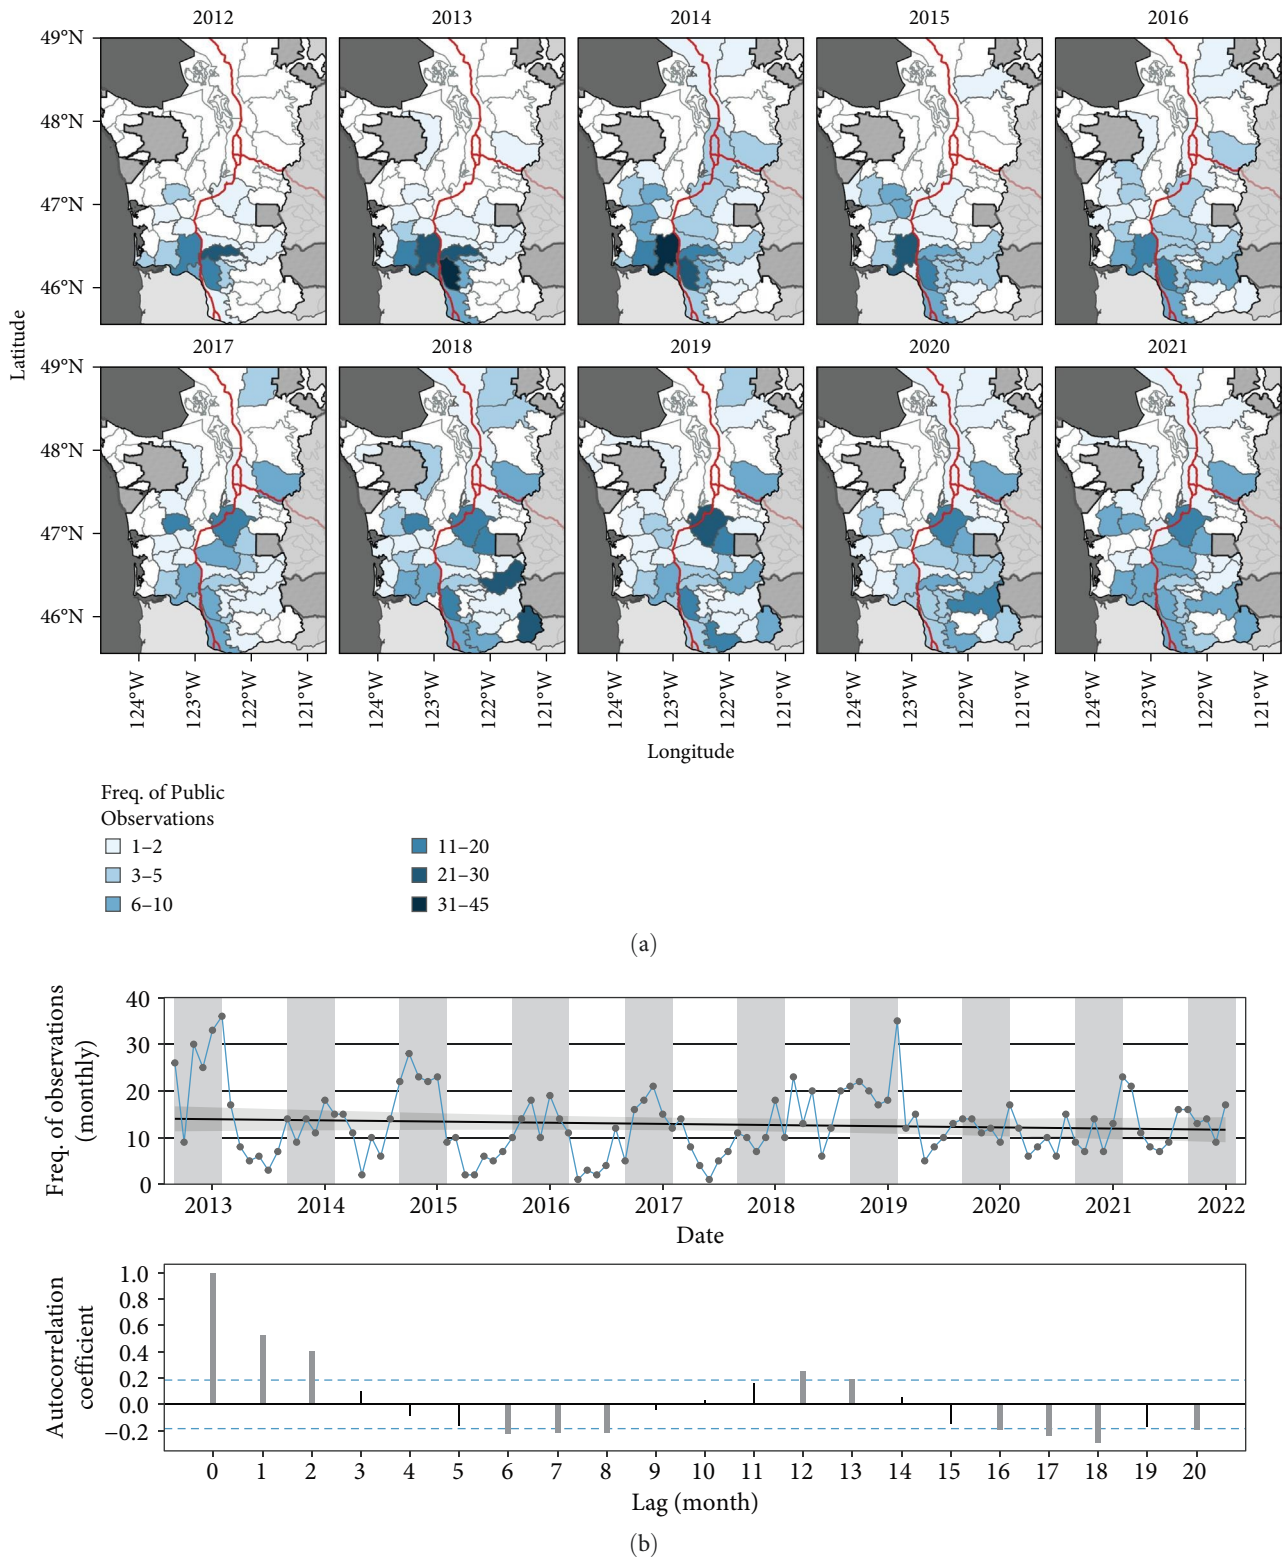 2012 2013 2014 2015 2016
49°N
48°N
47°N
46°N
2017 2018 2019 2020 2021
49°N
48°N
47°N
46°N
Latitude
124°W 123°W 122°W 121°W 124°W 123°W 122°W 121°W 124°W 123°W 122°W 121°W 124°W 123°W 122°W 121°W 124°W 123°W 122°W 121°W
Longitude
Freq. of Public
Observations
1–2
3–5
6–10
11–20
21–30
31–45
(a)
Freq. of observations
(monthly)
40
30
20
10
0
2013 2014 2015 2016 2017 2018 2019 2020 2021 2022
Date
Autocorrelation
coefficient
1.0
0.8
0.6
0.4
0.2
0.0
−0.2
0 1 2 3 4 5 6 7 8 9 10 11 12 13 14 15 16 17 18 19 20
Lag (month)
(b)